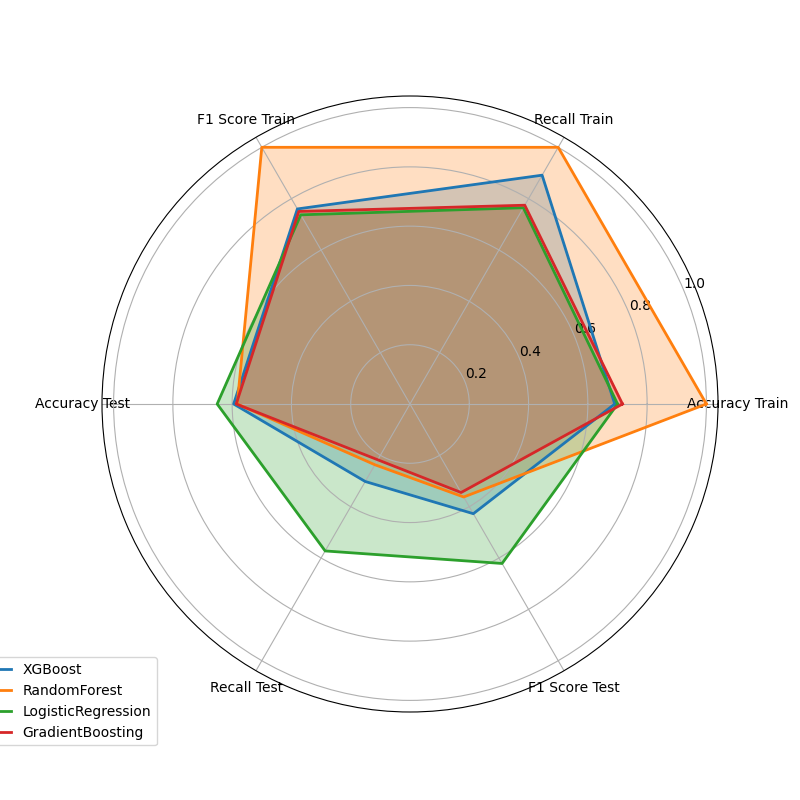 F1 Score Train
Recall Train
1.0
0.8
0.6
0.4
0.2
Accuracy Test
Accuracy Train
Recall Test
F1 Score Test
XGBoost
RandomForest
LogisticRegression
GradientBoosting